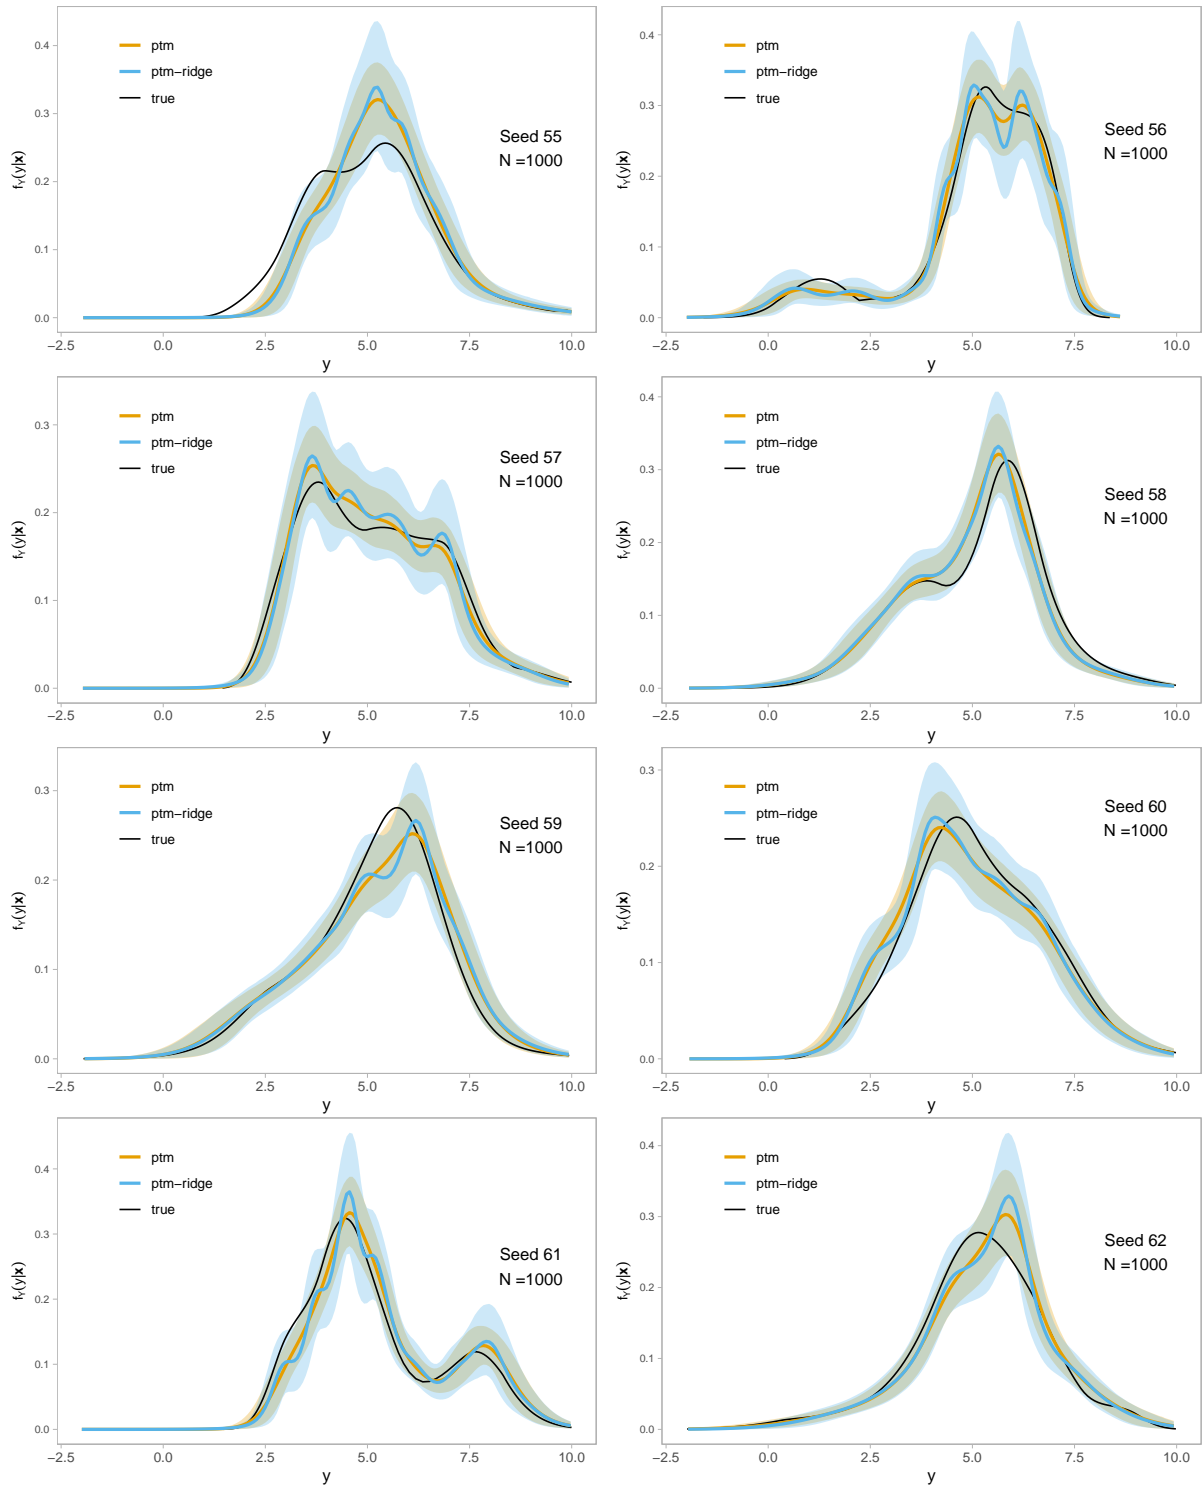 0.4
0.3
0.2
0.1
0.0
fY(y|x)
ptm
ptm−ridge
true
Seed 55
N =1000
−2.5 0.0 2.5 5.0 7.5 10.0
y
0.4
0.3
0.2
0.1
0.0
fY(y|x)
ptm
ptm−ridge
true
Seed 56
N =1000
−2.5 0.0 2.5 5.0 7.5 10.0
y
0.3
0.2
0.1
0.0
fY(y|x)
ptm
ptm−ridge
true
Seed 57
N =1000
−2.5 0.0 2.5 5.0 7.5 10.0
y
0.4
0.3
0.2
0.1
0.0
fY(y|x)
ptm
ptm−ridge
true
Seed 58
N =1000
−2.5 0.0 2.5 5.0 7.5 10.0
y
0.3
0.2
0.1
0.0
fY(y|x)
ptm
ptm−ridge
true
Seed 59
N =1000
−2.5 0.0 2.5 5.0 7.5 10.0
y
0.3
0.2
0.1
0.0
fY(y|x)
ptm
ptm−ridge
true
Seed 60
N =1000
−2.5 0.0 2.5 5.0 7.5 10.0
y
0.4
0.3
0.2
0.1
0.0
fY(y|x)
ptm
ptm−ridge
true
Seed 61
N =1000
−2.5 0.0 2.5 5.0 7.5 10.0
y
0.4
0.3
0.2
0.1
0.0
fY(y|x)
ptm
ptm−ridge
true
Seed 62
N =1000
−2.5 0.0 2.5 5.0 7.5 10.0
y